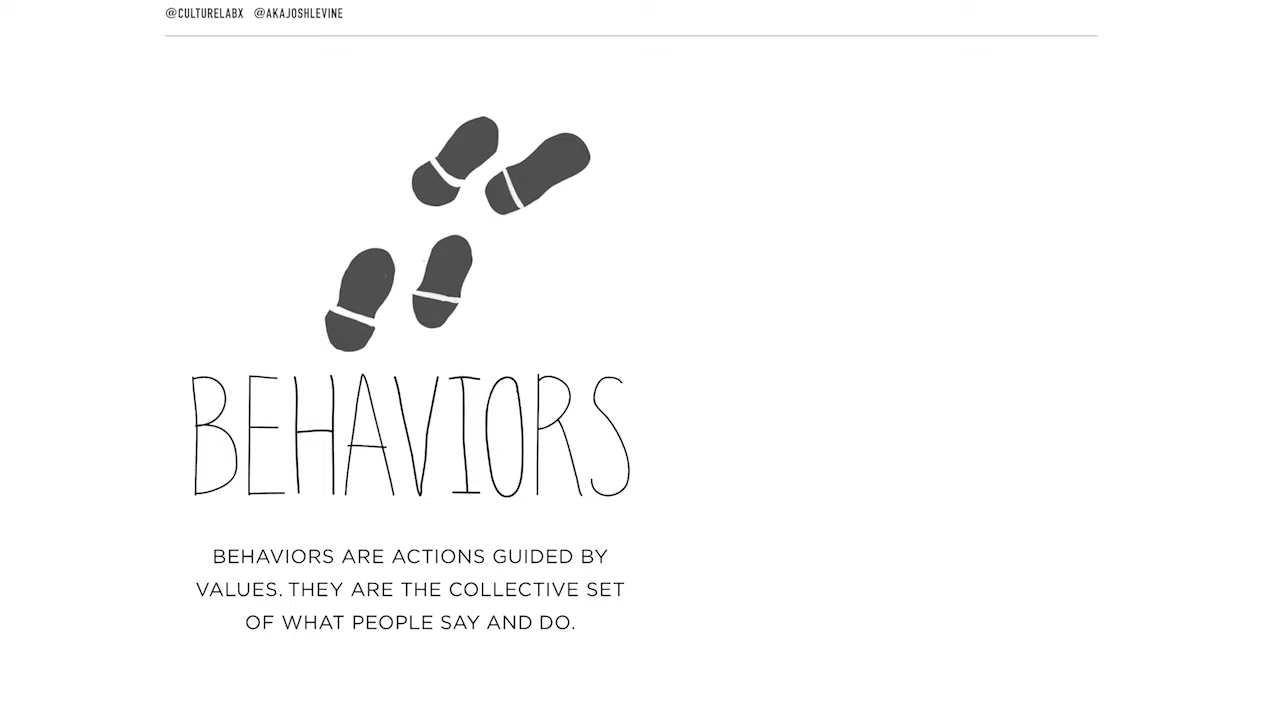 @CULTURELABX @AKAJOSHLEVINE
BEHAVIORS
BEHAVIORS ARE ACTIONS GUIDED BY
VALUES. THEY ARE THE COLLECTIVE SET
OF WHAT PEOPLE SAY AND DO.